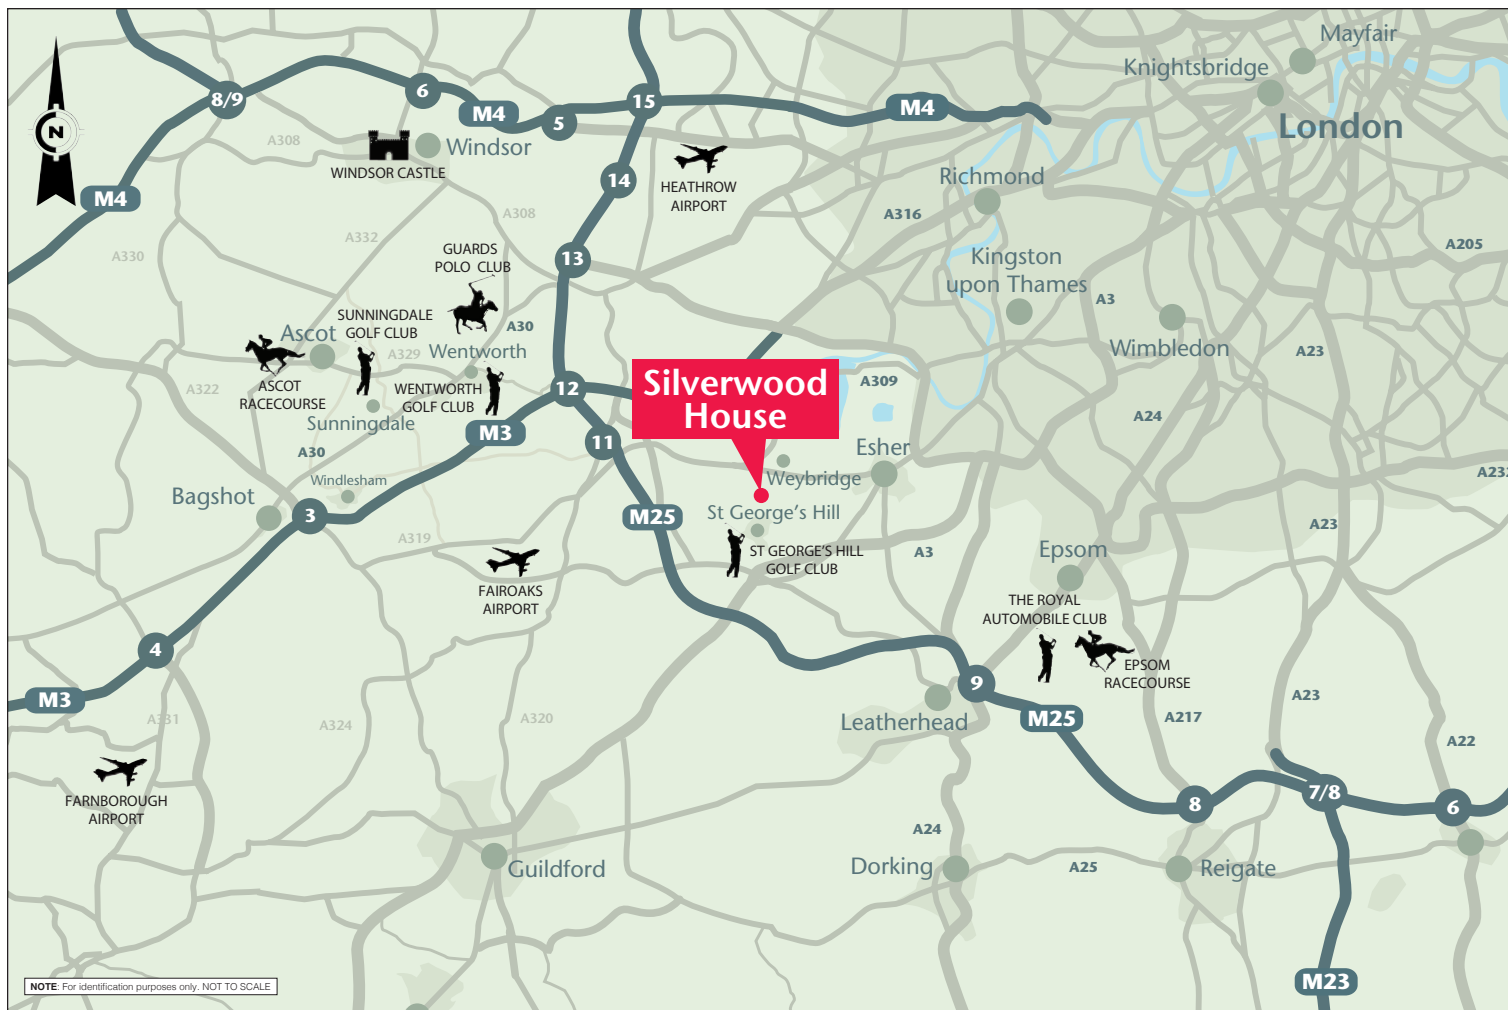 Mayfair
Knightsbridge
London
8/9
6
M4
5
15
M4
A308
Windsor
WINDSOR CASTLE
N
M4
14
HEATHROW
AIRPORT
Richmond
A316
A308
A332
A330
A205
13
GUARDS
POLO CLUB
Kingston
upon Thames
A3
SUNNINGDALE
GOLF CLUB
A30
Ascot
A329
Wentworth
Wimbledon
A23
ASCOT
RACECOURSE
A322
WENTWORTH
GOLF CLUB
12
Silverwood
House
A309
Sunningdale
M3
11
A24
A30
Esher
Weybridge
Windlesham
Bagshot
3
M25
St George's Hill
A23
A319
ST GEORGE'S HILL
GOLF CLUB
A3
Epsom
FAIROAKS
AIRPORT
THE ROYAL
AUTOMOBILE CLUB
4
EPSOM
RACECOURSE
M3
9
A23
A331
A324
A320
Leatherhead
M25
A217
A22
FARNBOROUGH
AIRPORT
8
7/8
6
A24
Guildford
Dorking
A25
Reigate
NOTE: For identification purposes only. NOT TO SCALE
M23